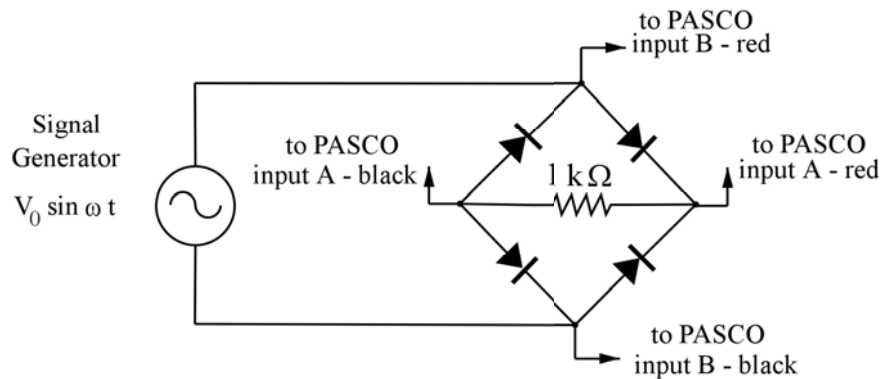 to PASCO
input B - red
Signal
Generator
V₀ sin ω t
to PASCO
input A - black
1 k Ω
to PASCO
input A - red
to PASCO
input B - black